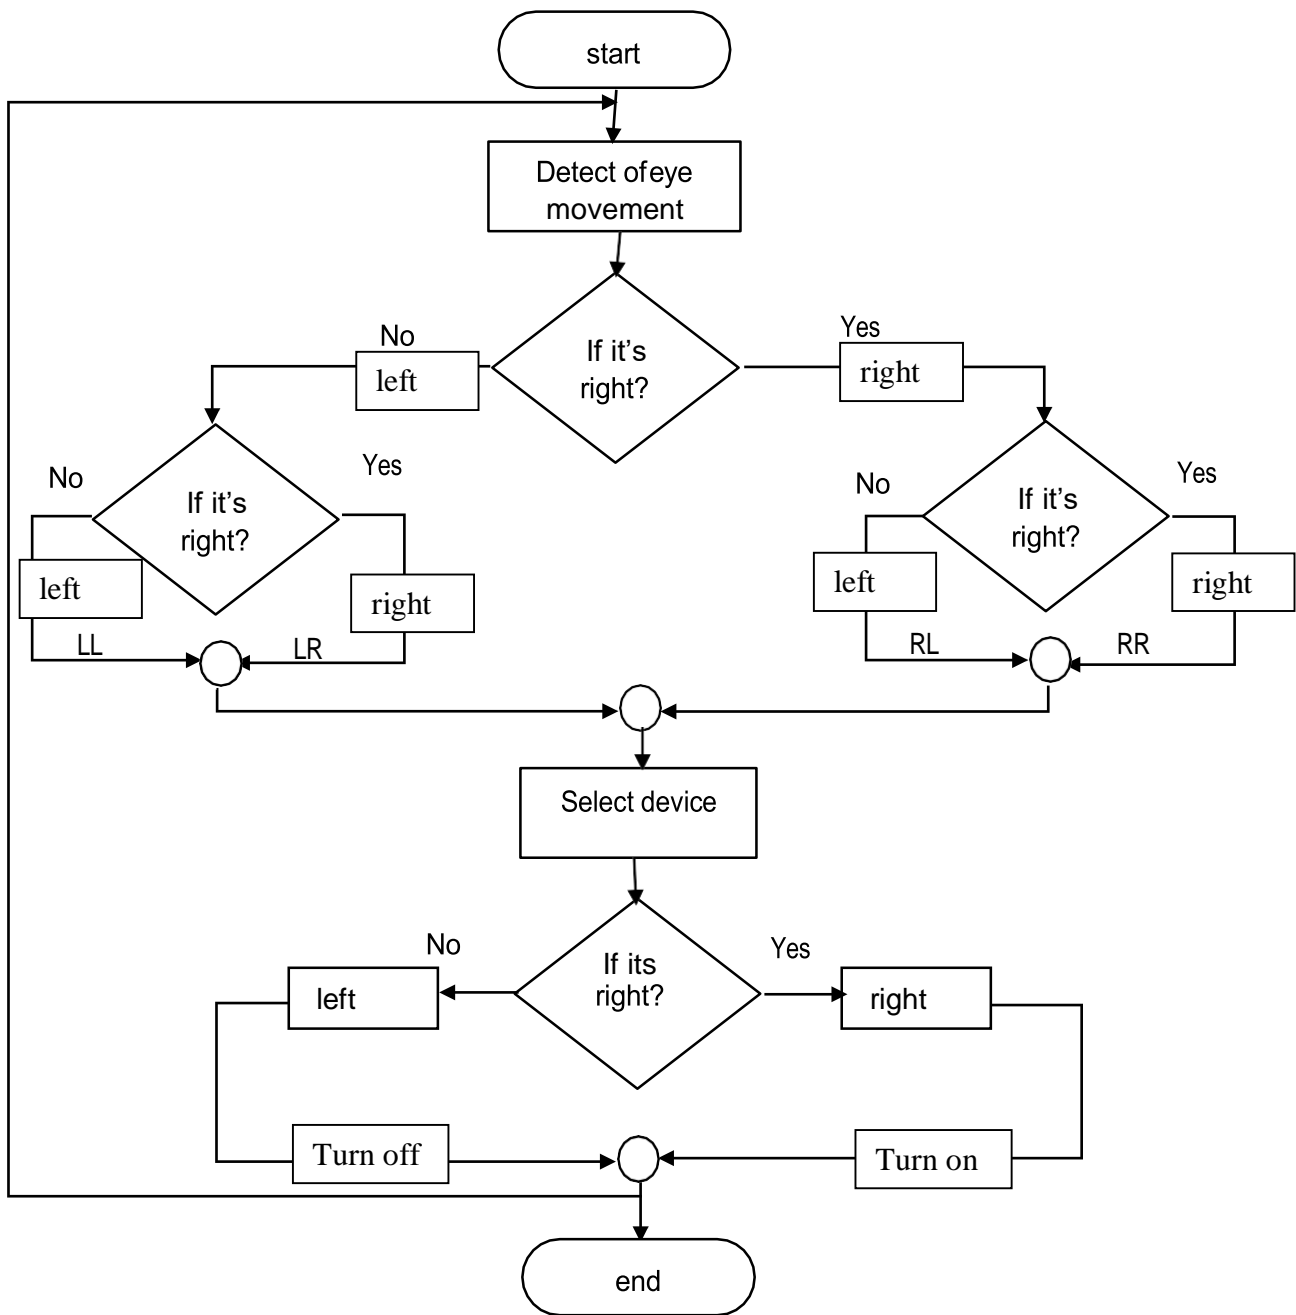 start
Detect of eye
movement
No
Yes
If it's
right?
left
right
No
Yes
If it's
right?
No
Yes
If it's
right?
left
right
left
right
LL
LR
RL
RR
Select device
No
Yes
If its
right?
left
right
Turn off
Turn on
end